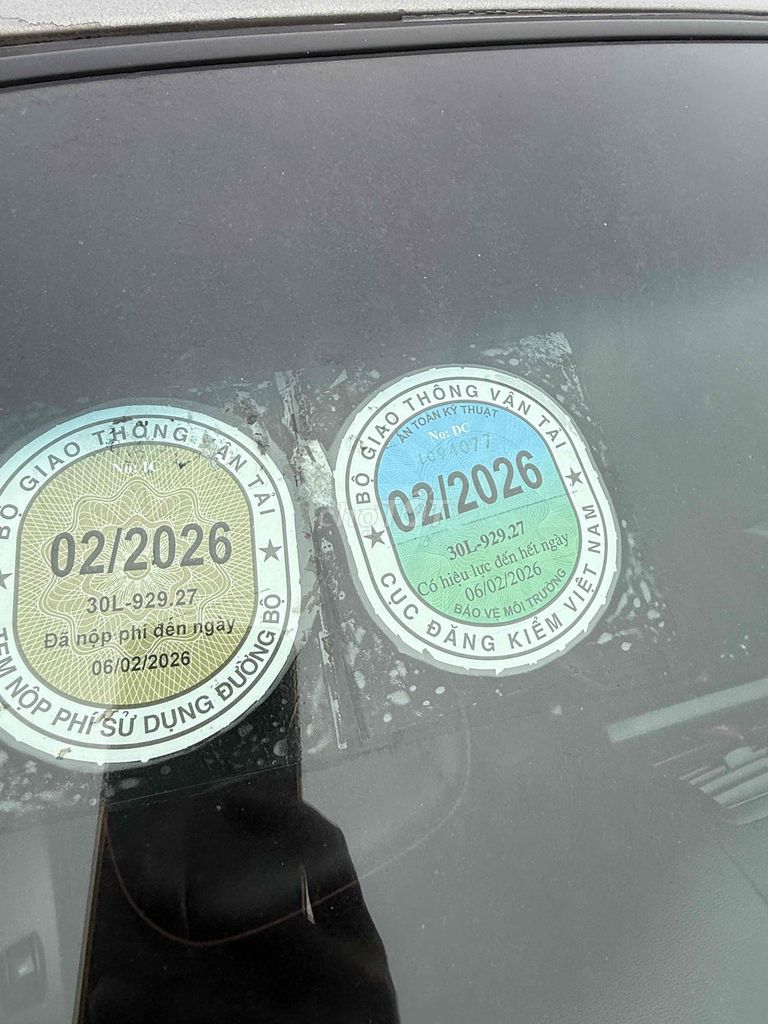 BỘ GIAO THÔNG VẬN TẢI
No: DC
02/2026
30L-929.27
Đã nộp phí đến ngày
06/02/2026
TEM NỘP PHÍ SỬ DỤNG ĐƯỜNG BỘ
BỘ GIAO THÔNG VẬN TẢI
AN TOÀN KỸ THUẬT
No: DC
1094077
02/2026
30L-929.27
Có hiệu lực đến hết ngày
06/02/2026
BẢO VỆ MÔI TRƯỜNG
CỤC ĐĂNG KIỂM VIỆT NAM